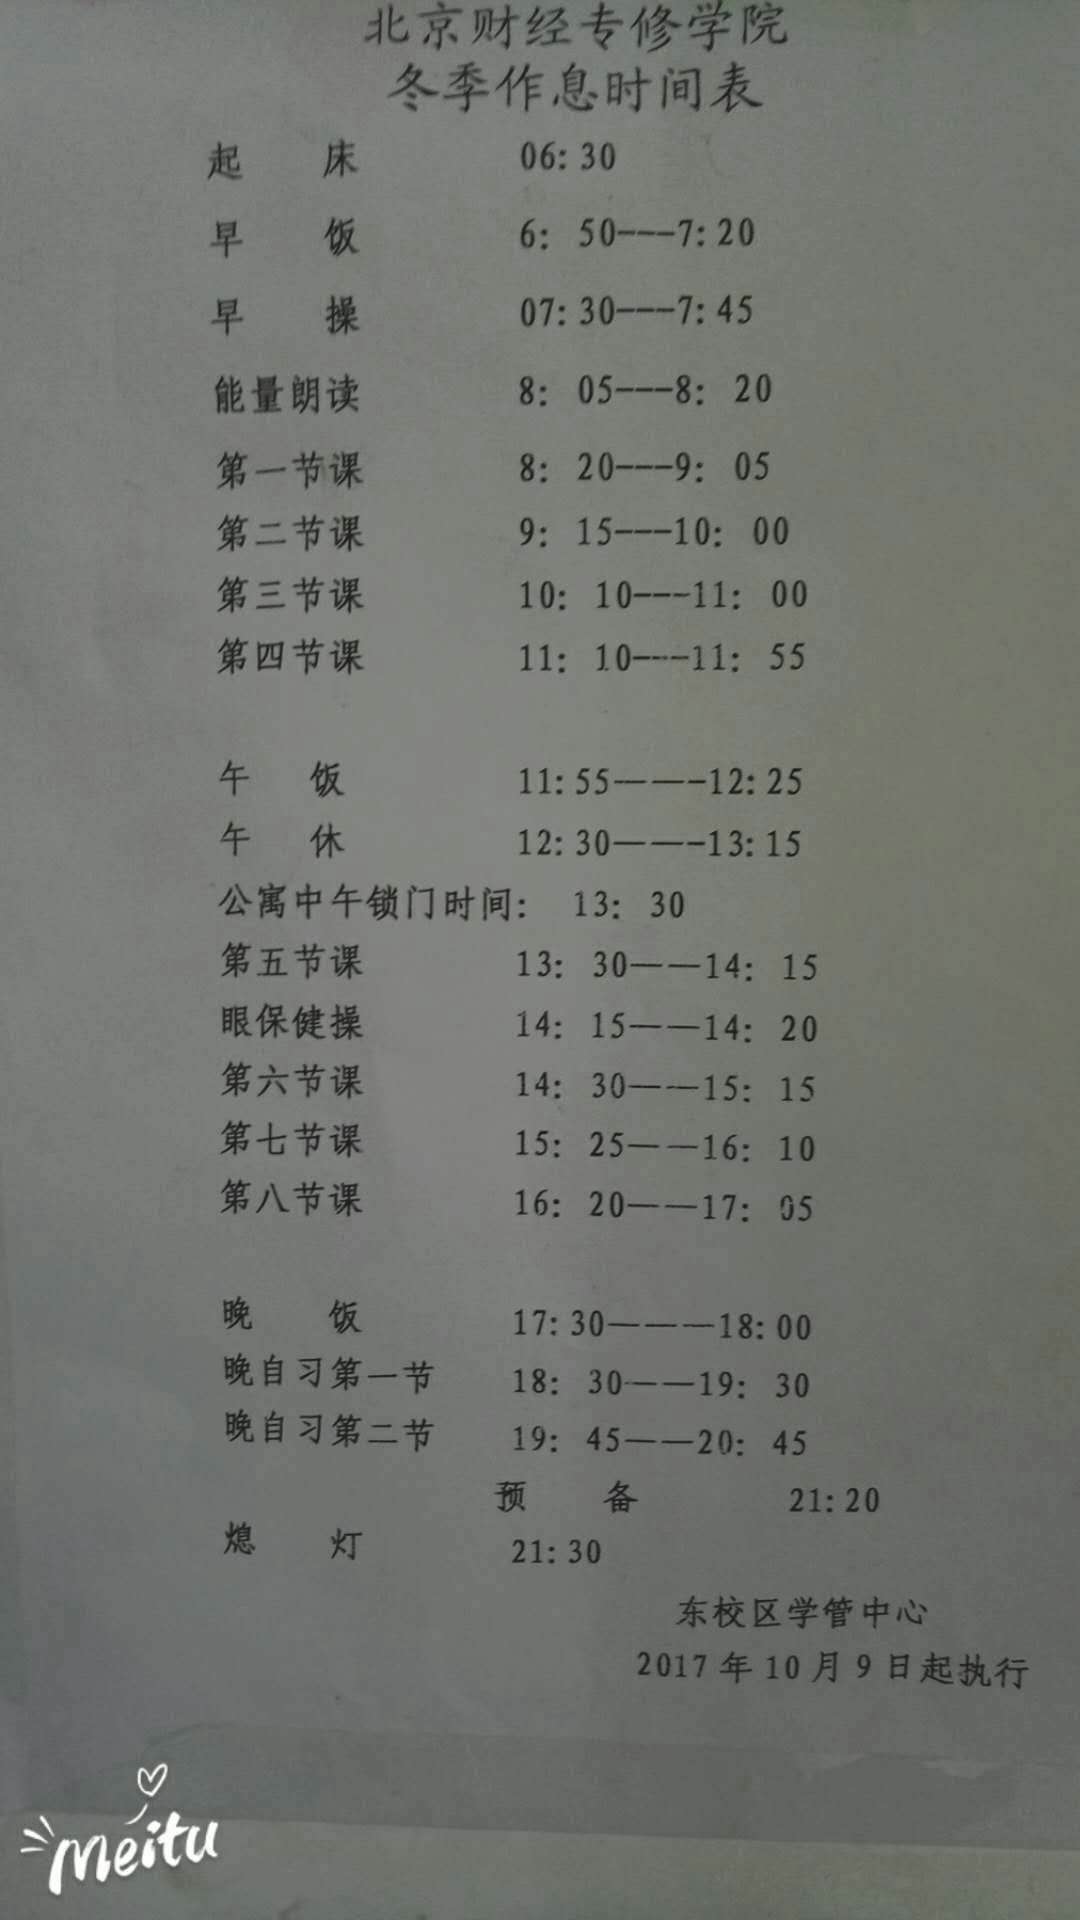 北京财经专修学院
冬季作息时间表
起 床 06:30
早 饭 6: 50---7:20
早 操 07:30---7:45
能量朗读 8: 05---8: 20
第一节课 8: 20---9: 05
第二节课 9: 15---10: 00
第三节课 10: 10---11: 00
第四节课 11: 10---11: 55
午 饭 11:55——-12:25
午 休 12:30——-13:15
公寓中午锁门时间: 13: 30
第五节课 13: 30——14: 15
眼保健操 14: 15——14: 20
第六节课 14: 30——15: 15
第七节课 15: 25——16: 10
第八节课 16: 20——17: 05
晚 饭 17:30———18:00
晚自习第一节 18: 30——19: 30
晚自习第二节 19: 45——20: 45
预 备 21:20
熄 灯 21:30
东校区学管中心
2017年10月9日起执行
Meitu